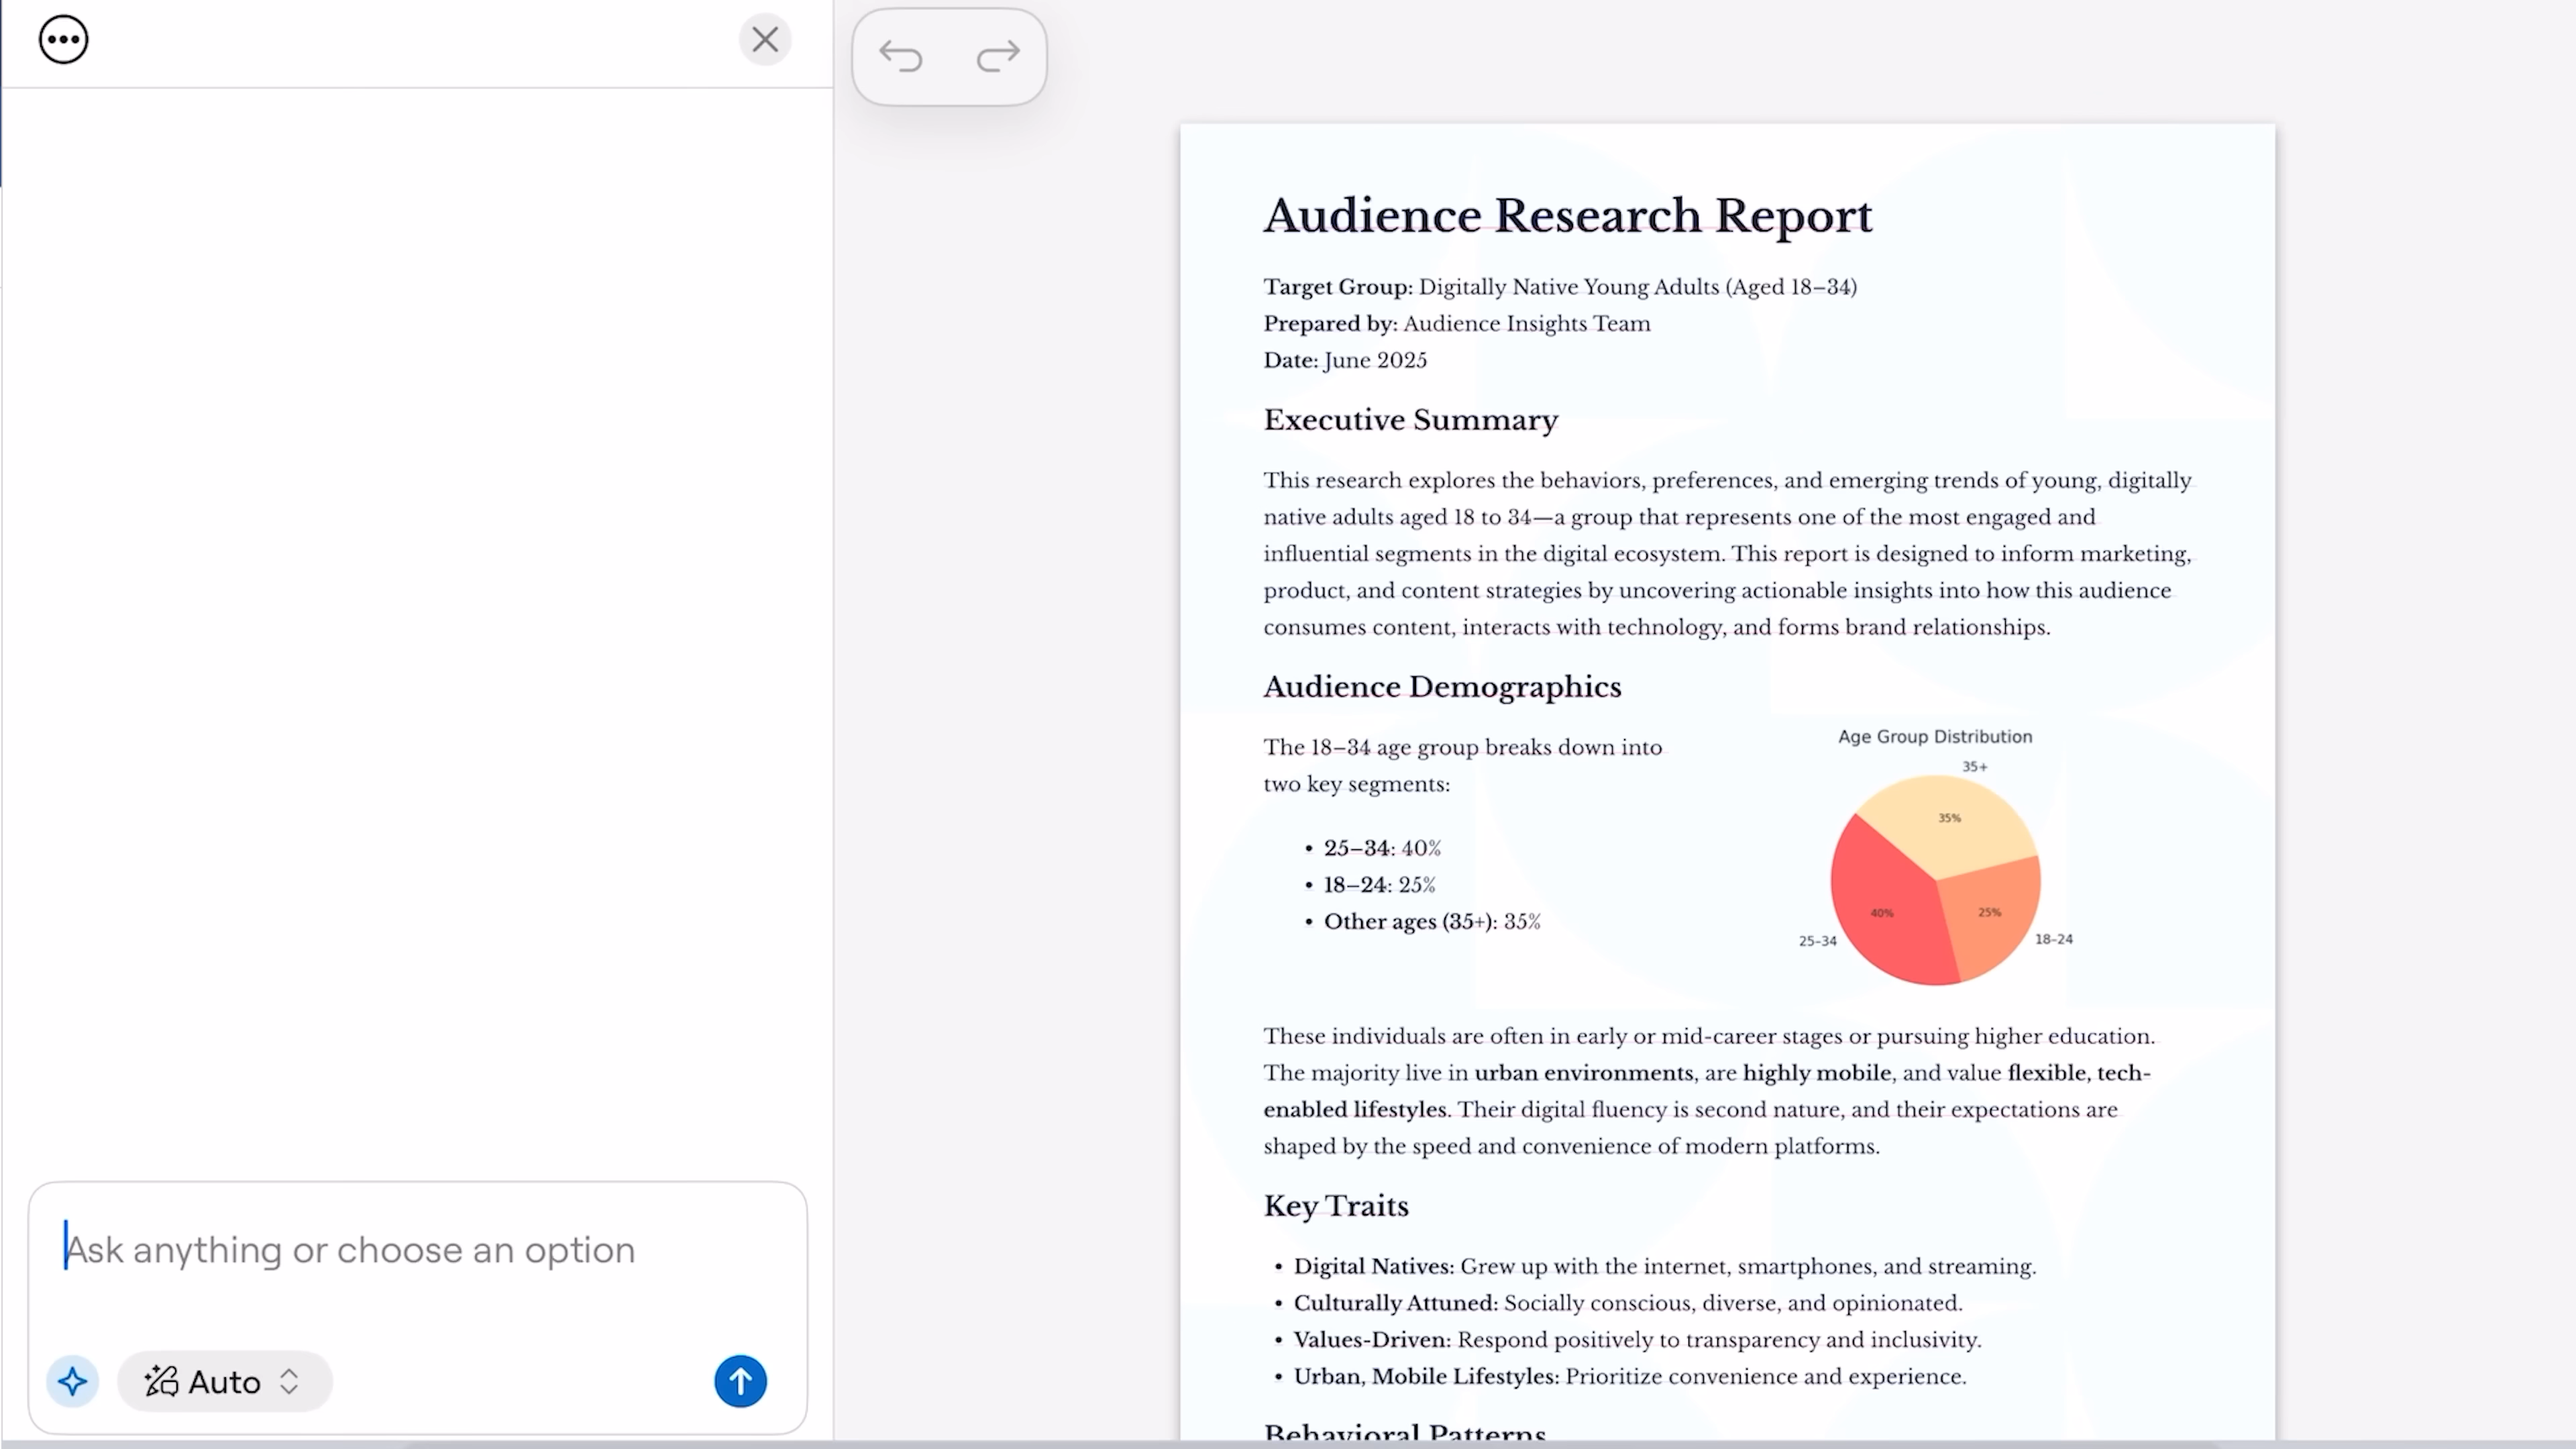 Audience Research Report
Target Group: Digitally Native Young Adults (Aged 18–34)
Prepared by: Audience Insights Team
Date: June 2025
Executive Summary
This research explores the behaviors, preferences, and emerging trends of young, digitally
native adults aged 18 to 34—a group that represents one of the most engaged and
influential segments in the digital ecosystem. This report is designed to inform marketing,
product, and content strategies by uncovering actionable insights into how this audience
consumes content, interacts with technology, and forms brand relationships.
Audience Demographics
The 18–34 age group breaks down into
two key segments:
• 25–34: 40%
• 18–24: 25%
• Other ages (35+): 35%
Age Group Distribution
35+
35%
40%
25%
25–34
18–24
These individuals are often in early or mid-career stages or pursuing higher education.
The majority live in urban environments, are highly mobile, and value flexible, tech-
enabled lifestyles. Their digital fluency is second nature, and their expectations are
shaped by the speed and convenience of modern platforms.
Key Traits
• Digital Natives: Grew up with the internet, smartphones, and streaming.
• Culturally Attuned: Socially conscious, diverse, and opinionated.
• Values-Driven: Respond positively to transparency and inclusivity.
• Urban, Mobile Lifestyles: Prioritize convenience and experience.
Behavioral Patterns
Ask anything or choose an option
Auto